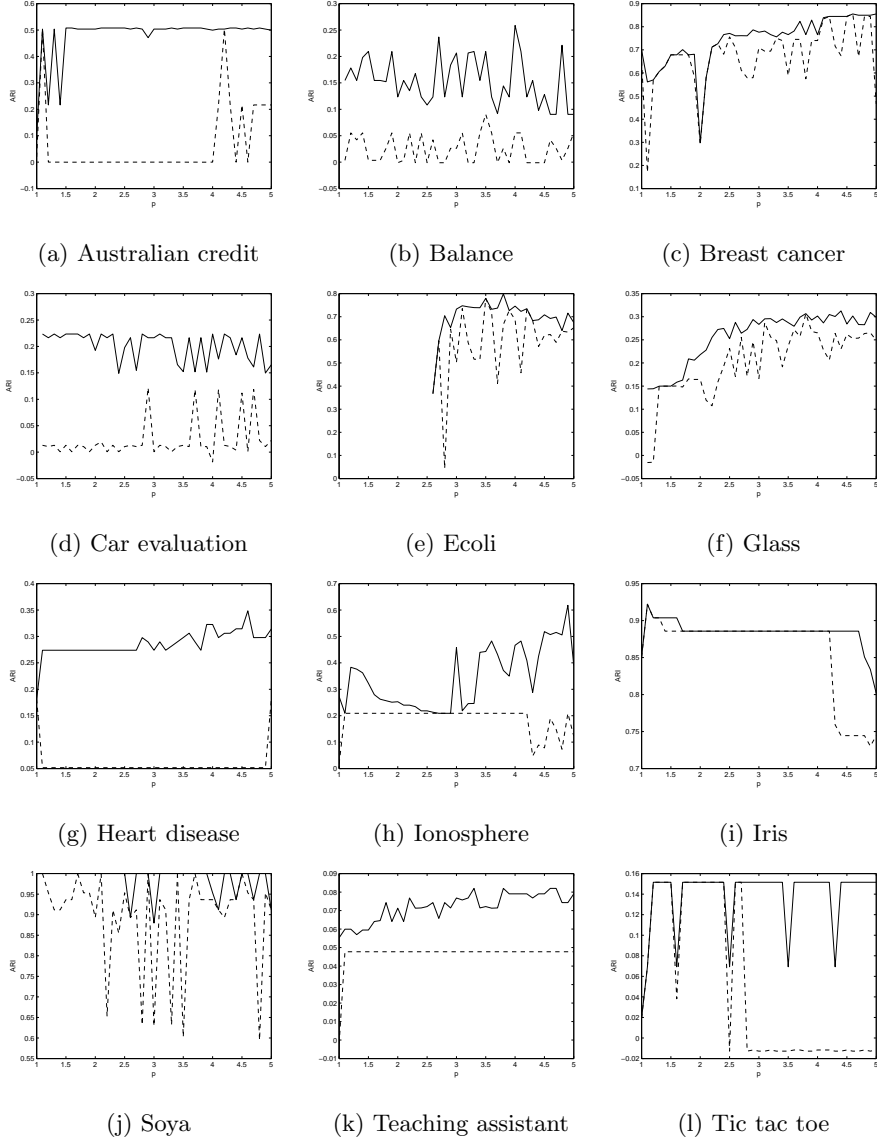 0.6
0.5
0.4
0.3
0.2
0.1
0
−0.1
ARI
1 1.5 2 2.5 3 3.5 4 4.5 5
p
(a) Australian credit
0.3
0.25
0.2
0.15
0.1
0.05
0
−0.05
ARI
1 1.5 2 2.5 3 3.5 4 4.5 5
p
(b) Balance
0.9
0.8
0.7
0.6
0.5
0.4
0.3
0.2
0.1
ARI
1 1.5 2 2.5 3 3.5 4 4.5 5
p
(c) Breast cancer
0.3
0.25
0.2
0.15
0.1
0.05
0
−0.05
ARI
1 1.5 2 2.5 3 3.5 4 4.5 5
p
(d) Car evaluation
0.8
0.7
0.6
0.5
0.4
0.3
0.2
0.1
0
ARI
1 1.5 2 2.5 3 3.5 4 4.5 5
p
(e) Ecoli
0.35
0.3
0.25
0.2
0.15
0.1
0.05
0
−0.05
ARI
1 1.5 2 2.5 3 3.5 4 4.5 5
p
(f) Glass
0.4
0.35
0.3
0.25
0.2
0.15
0.1
0.05
ARI
1 1.5 2 2.5 3 3.5 4 4.5 5
p
(g) Heart disease
0.7
0.6
0.5
0.4
0.3
0.2
0.1
0
ARI
1 1.5 2 2.5 3 3.5 4 4.5 5
p
(h) Ionosphere
0.95
0.9
0.85
0.8
0.75
0.7
ARI
1 1.5 2 2.5 3 3.5 4 4.5 5
p
(i) Iris
1
0.95
0.9
0.85
0.8
0.75
0.7
0.65
0.6
0.55
ARI
1 1.5 2 2.5 3 3.5 4 4.5 5
p
(j) Soya
0.09
0.08
0.07
0.06
0.05
0.04
0.03
0.02
0.01
0
−0.01
ARI
1 1.5 2 2.5 3 3.5 4 4.5 5
p
(k) Teaching assistant
0.16
0.14
0.12
0.1
0.08
0.06
0.04
0.02
0
−0.02
ARI
1 1.5 2 2.5 3 3.5 4 4.5 5
p
(l) Tic tac toe